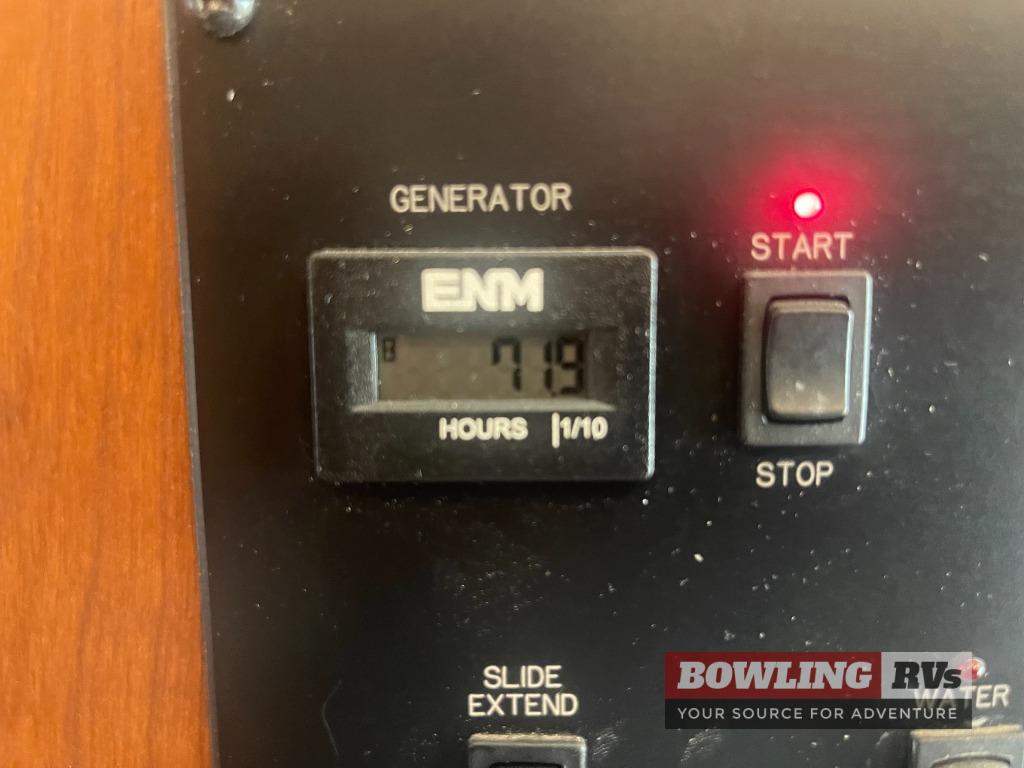 GENERATOR
START
ENM
71.9
HOURS |1/10
STOP
SLIDE
EXTEND
BOWLING RVs
WATER
YOUR SOURCE FOR ADVENTURE